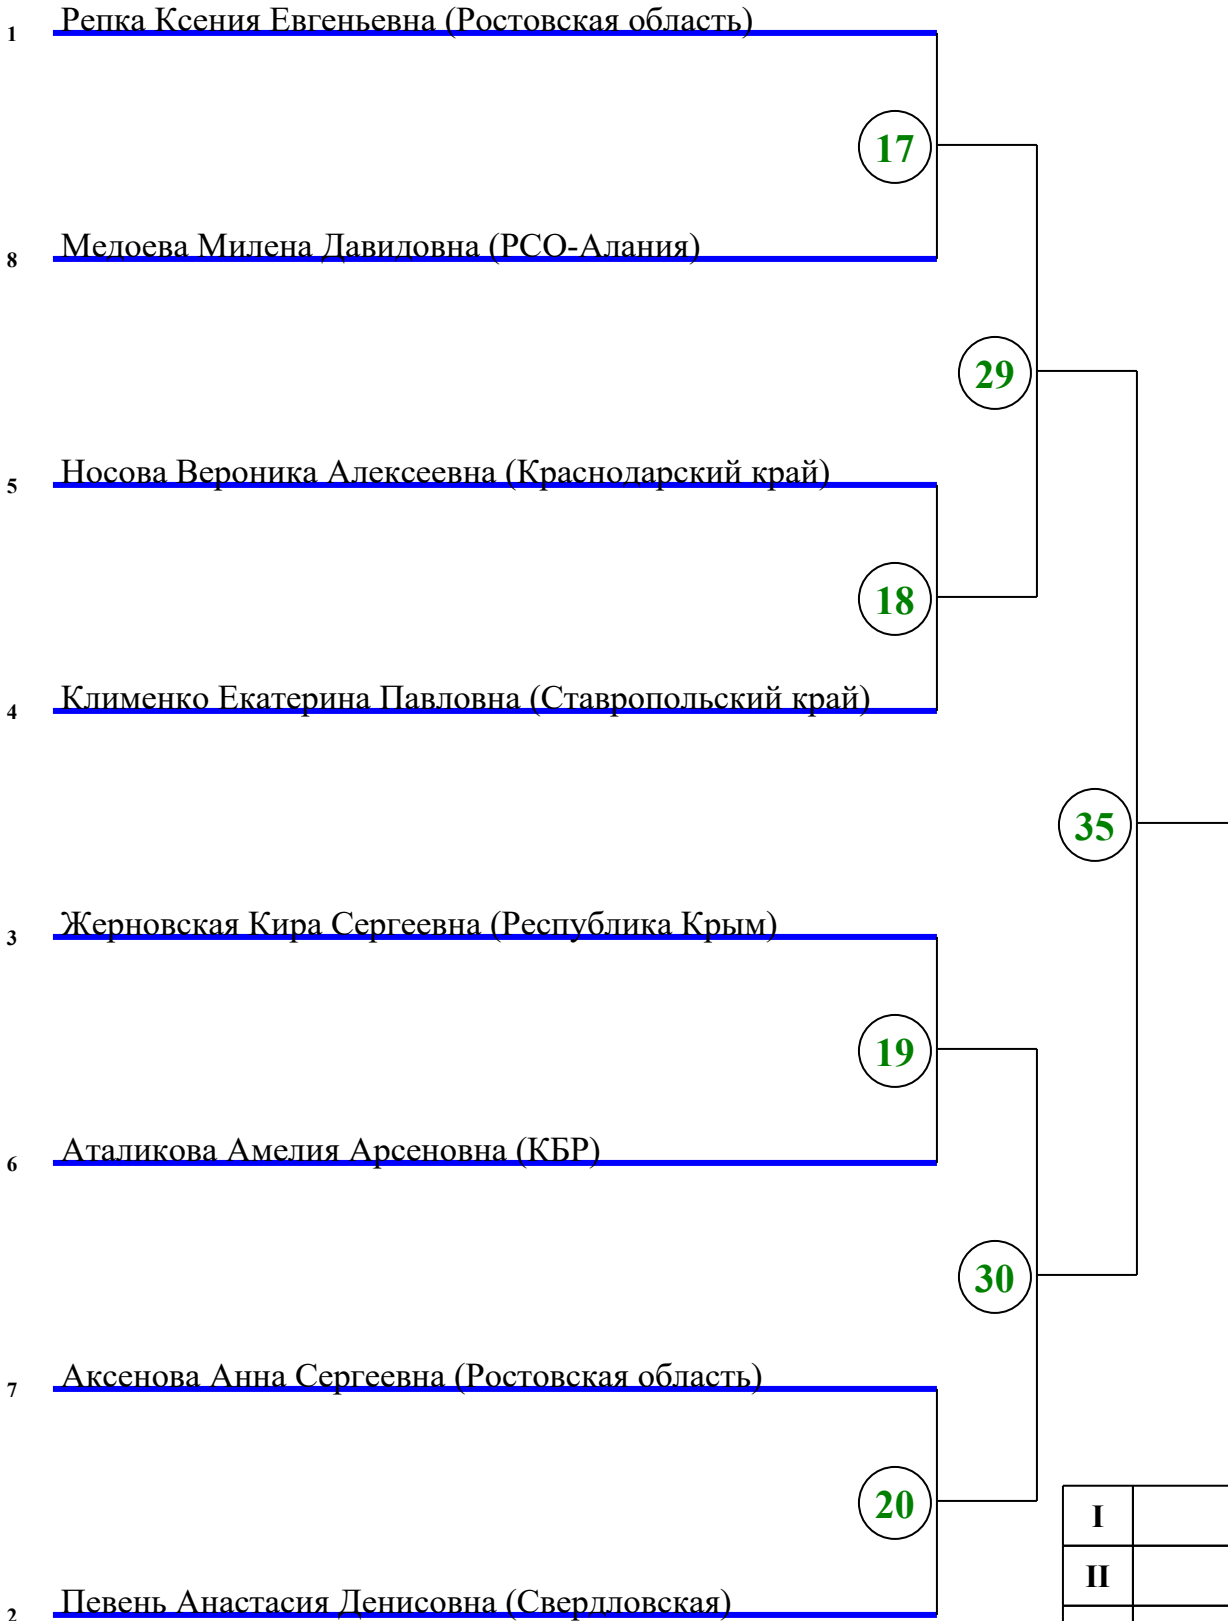 1 Репка Ксения Евгеньевна (Ростовская область)
17
8 Медоева Милена Давидовна (РСО-Алания)
29
5 Носова Вероника Алексеевна (Краснодарский край)
18
4 Клименко Екатерина Павловна (Ставропольский край)
35
3 Жерновская Кира Сергеевна (Республика Крым)
19
6 Аталикова Амелия Арсеновна (КБР)
30
7 Аксенова Анна Сергеевна (Ростовская область)
20
I
II
2 Певень Анастасия Денисовна (Свердловская)